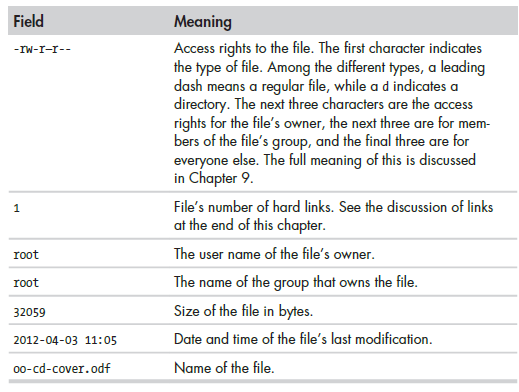 Field Meaning
-rw-r—r-- Access rights to the file. The first character indicates
the type of file. Among the different types, a leading
dash means a regular file, while a d indicates a
directory. The next three characters are the access
rights for the file’s owner, the next three are for mem-
bers of the file’s group, and the final three are for
everyone else. The full meaning of this is discussed
in Chapter 9.
1 File’s number of hard links. See the discussion of links
at the end of this chapter.
root The user name of the file’s owner.
root The name of the group that owns the file.
32059 Size of the file in bytes.
2012-04-03 11:05 Date and time of the file’s last modification.
oo-cd-cover.odf Name of the file.